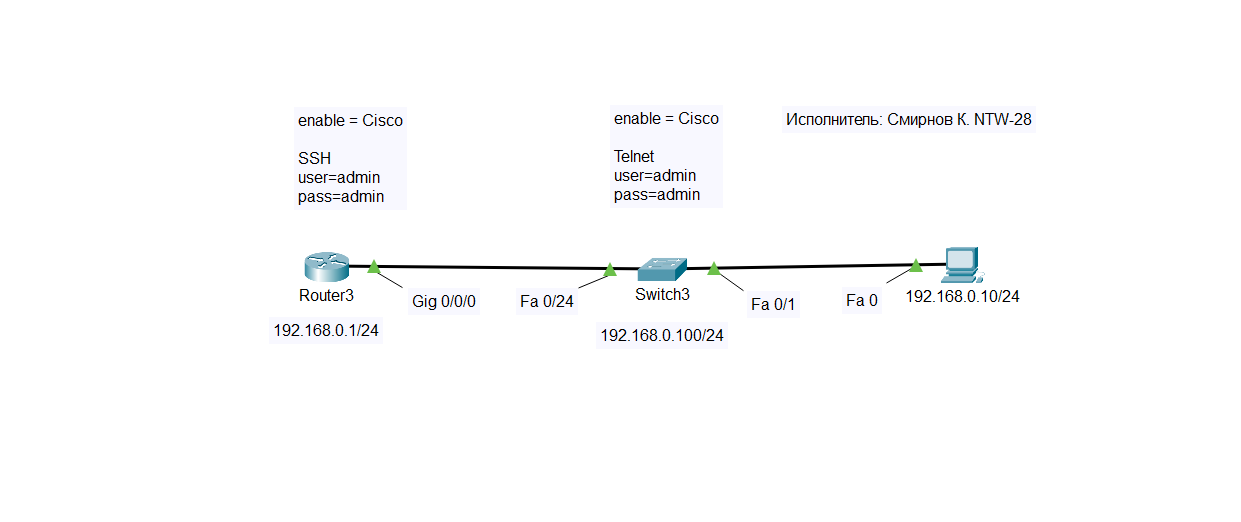 enable = Cisco
SSH
user=admin
pass=admin
enable = Cisco
Telnet
user=admin
pass=admin
Исполнитель: Смирнов К. NTW-28
Router3
Gig 0/0/0
Fa 0/24
Switch3
Fa 0/1
Fa 0
192.168.0.10/24
192.168.0.1/24
192.168.0.100/24